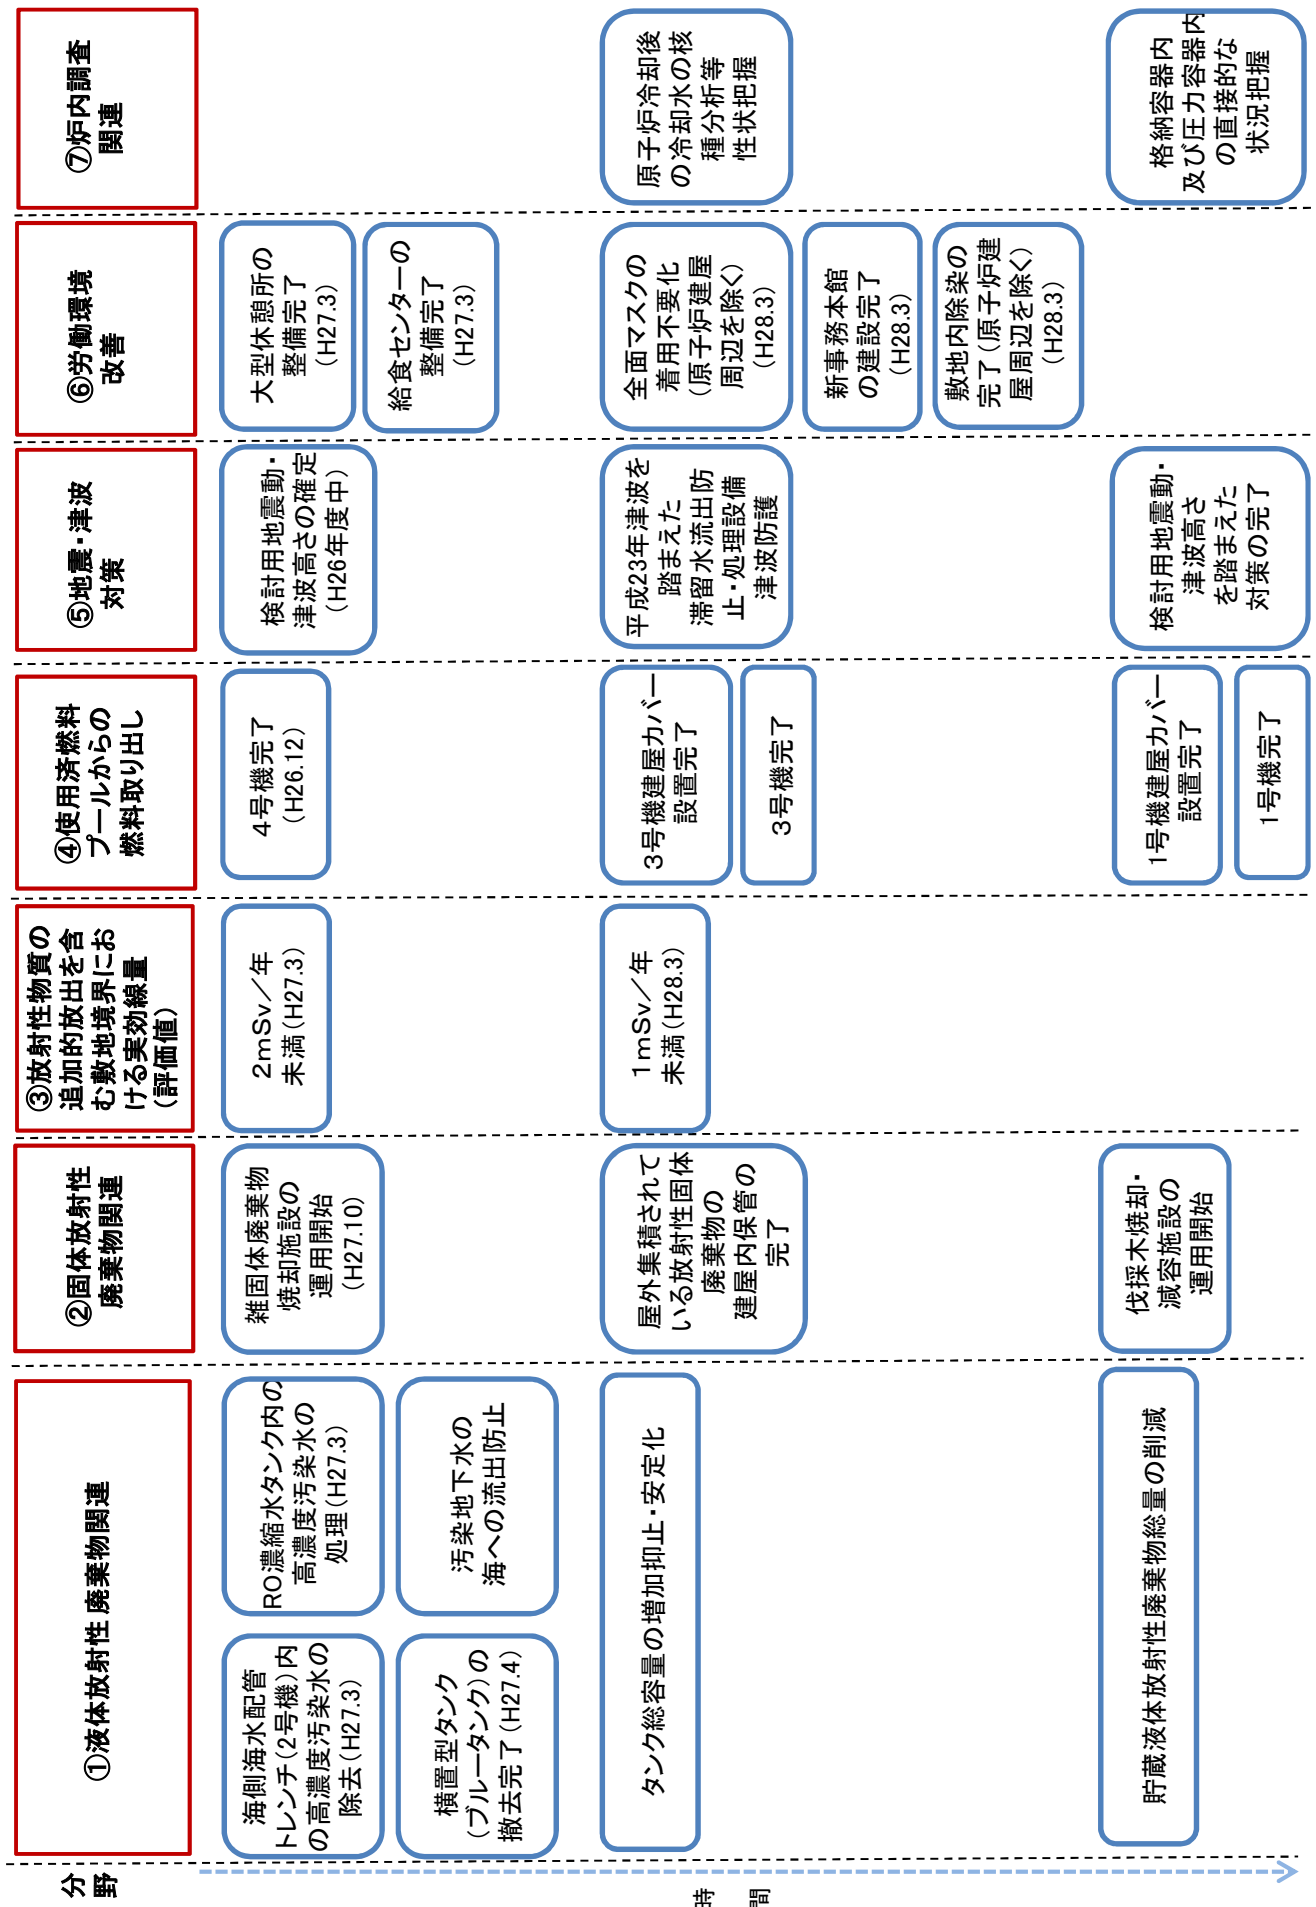 分
野
①液体放射性廃棄物関連
②固体放射性
廃棄物関連
③放射性物質の
追加的放出を含
む敷地境界にお
ける実効線量
（評価値）
④使用済燃料
プールからの
燃料取り出し
⑤地震・津波
対策
⑥労働環境
改善
⑦炉内調査
関連
時
間
海側海水配管
トレンチ（2号機）内
の高濃度汚染水の
除去（H27.3）
RO濃縮水タンク内の
高濃度汚染水の
処理（H27.3）
横置型タンク
（ブルータンク）の
撤去完了（H27.4）
汚染地下水の
海への流出防止
タンク総容量の増加抑止・安定化
貯蔵液体放射性廃棄物総量の削減
雑固体廃棄物
焼却施設の
運用開始
（H27.10）
屋外集積されて
いる放射性固体
廃棄物の
建屋内保管の
完了
伐採木焼却・
減容施設の
運用開始
2mSv／年
未満（H27.3）
1mSv／年
未満（H28.3）
4号機完了
（H26.12）
3号機建屋カバー
設置完了
3号機完了
1号機建屋カバー
設置完了
1号機完了
検討用地震動・
津波高さの確定
（H26年度中）
平成23年津波を
踏まえた
滞留水流出防
止・処理設備
津波防護
検討用地震動・
津波高さ
を踏まえた
対策の完了
大型休憩所の
整備完了
（H27.3）
給食センターの
整備完了
（H27.3）
全面マスクの
着用不要化
（原子炉建屋
周辺を除く）
（H28.3）
新事務本館
の建設完了
（H28.3）
敷地内除染の
完了（原子炉建
屋周辺を除く）
（H28.3）
原子炉冷却後
の冷却水の核
種分析等
性状把握
格納容器内
及び圧力容器内
の直接的な
状況把握